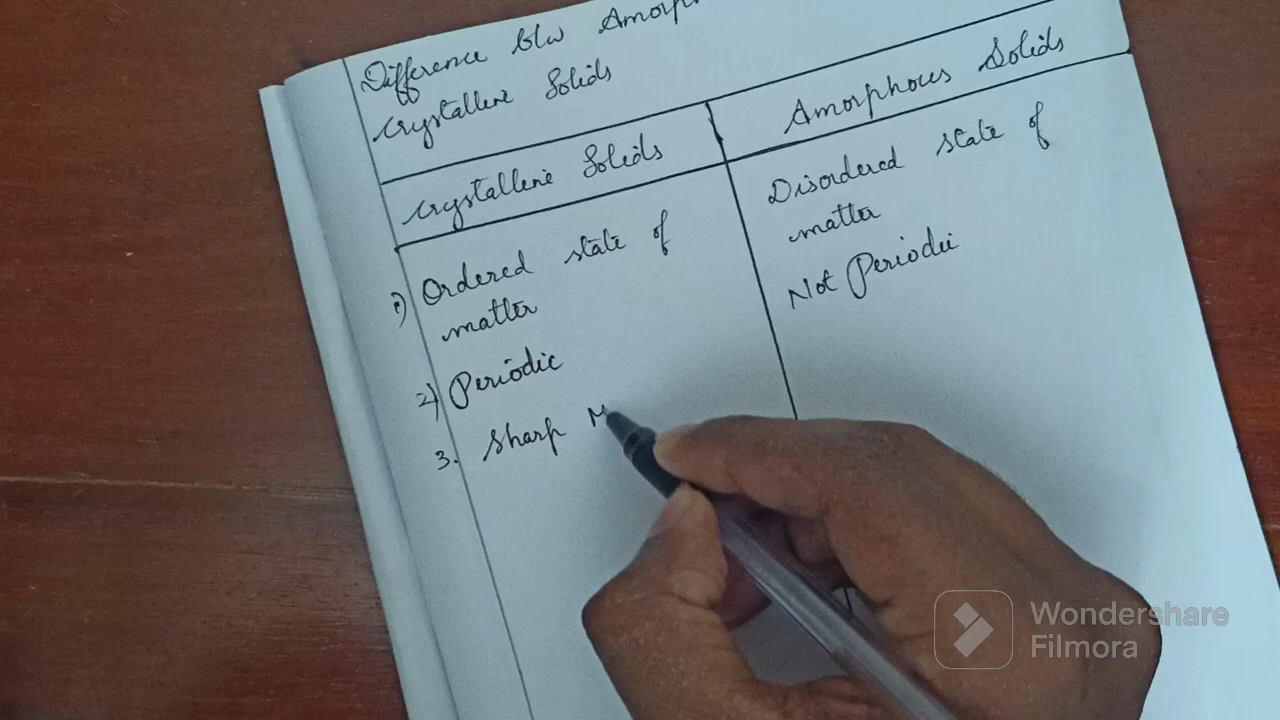 Difference b/w Amorph
Crystalline Solids
Crystalline Solids
Amorphous Solids
1) Ordered state of
matter
Disordered state of
matter
2) Periodic
Not Periodic
3. Sharp M
Wondershare
Filmora